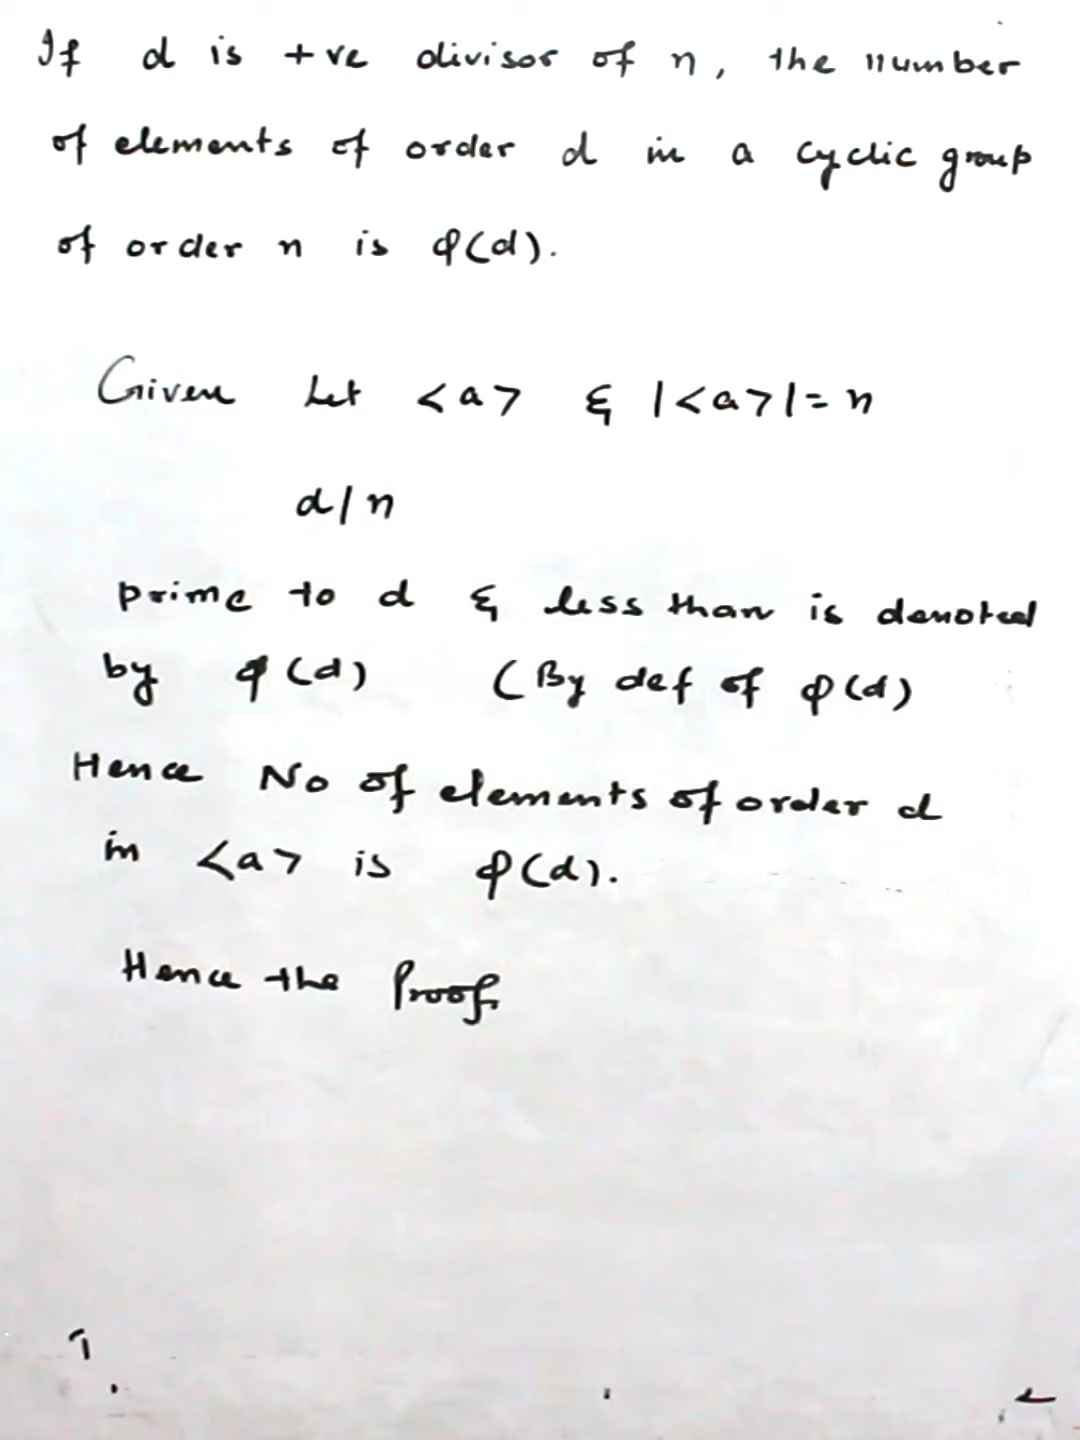 If d is +ve divisor of n, the number
of elements of order d in a cyclic group
of order n is φ(d).
Given Let <a> & |<a>| = n
d/n
prime to d & less than is denoted
by φ(d) (By def of φ(d)
Hence No of elements of order d
in <a> is φ(d).
Hence the Proof.